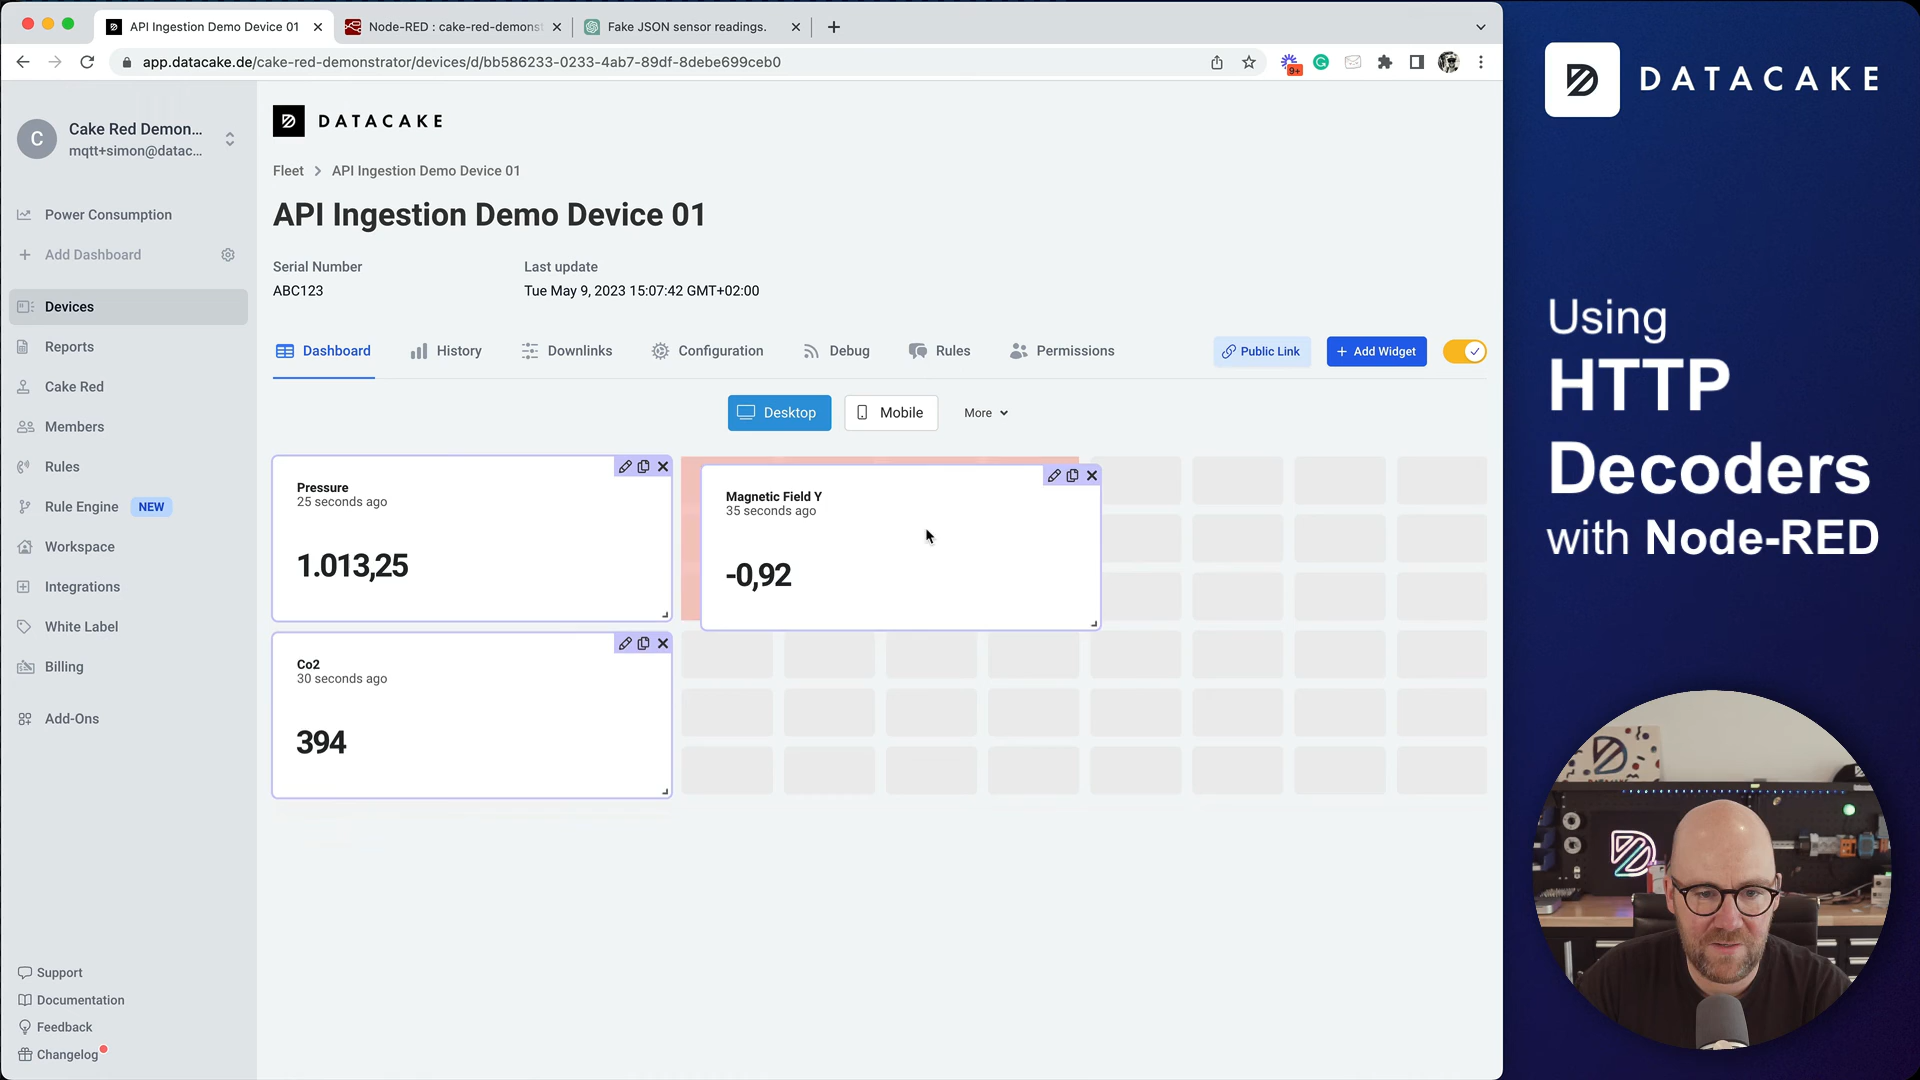 API Ingestion Demo Device 01
Node-RED : cake-red-demonst
Fake JSON sensor readings.
app.datacake.de/cake-red-demonstrator/devices/d/bb586233-0233-4ab7-89df-8debe699ceb0
9+
C
Cake Red Demon...
mqtt+simon@datac...
Power Consumption
Add Dashboard
Devices
Reports
Cake Red
Members
Rules
Rule Engine NEW
Workspace
Integrations
White Label
Billing
Add-Ons
Support
Documentation
Feedback
Changelog
DATACAKE
Fleet > API Ingestion Demo Device 01
API Ingestion Demo Device 01
Serial Number
ABC123
Last update
Tue May 9, 2023 15:07:42 GMT+02:00
Dashboard
History
Downlinks
Configuration
Debug
Rules
Permissions
Public Link
+ Add Widget
Desktop
Mobile
More
Pressure
25 seconds ago
1.013,25
Magnetic Field Y
35 seconds ago
-0,92
Co2
30 seconds ago
394
DATACAKE
Using
HTTP
Decoders
with Node-RED